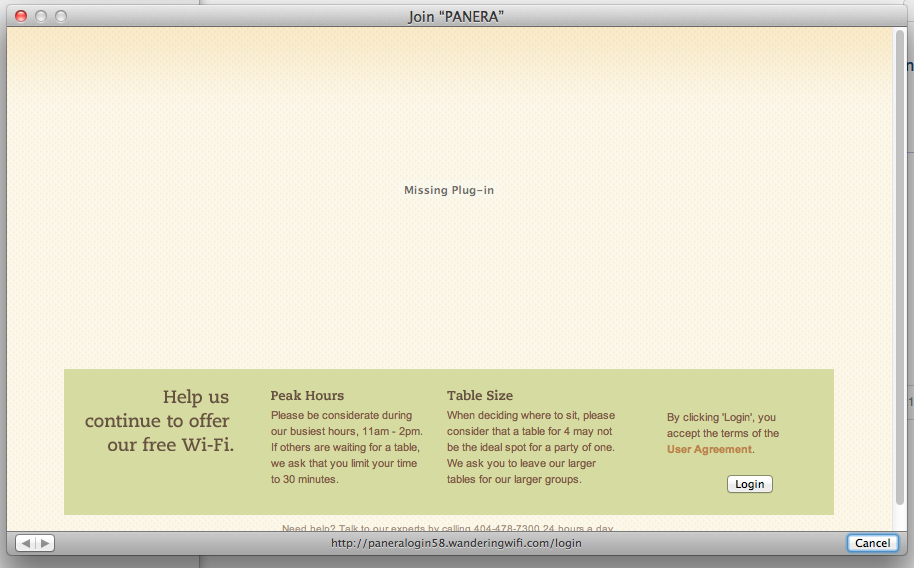 Join “PANERA”
Missing Plug-in
Help us
continue to offer
our free Wi-Fi.
Peak Hours
Please be considerate during
our busiest hours, 11am - 2pm.
If others are waiting for a table,
we ask that you limit your time
to 30 minutes.
Table Size
When deciding where to sit, please
consider that a table for 4 may not
be the ideal spot for a party of one.
We ask you to leave our larger
tables for our larger groups.
By clicking 'Login', you
accept the terms of the
User Agreement.
Login
Need help? Talk to our experts by calling 404-478-7300 24 hours a day
http://paneralogin58.wanderingwifi.com/login
Cancel